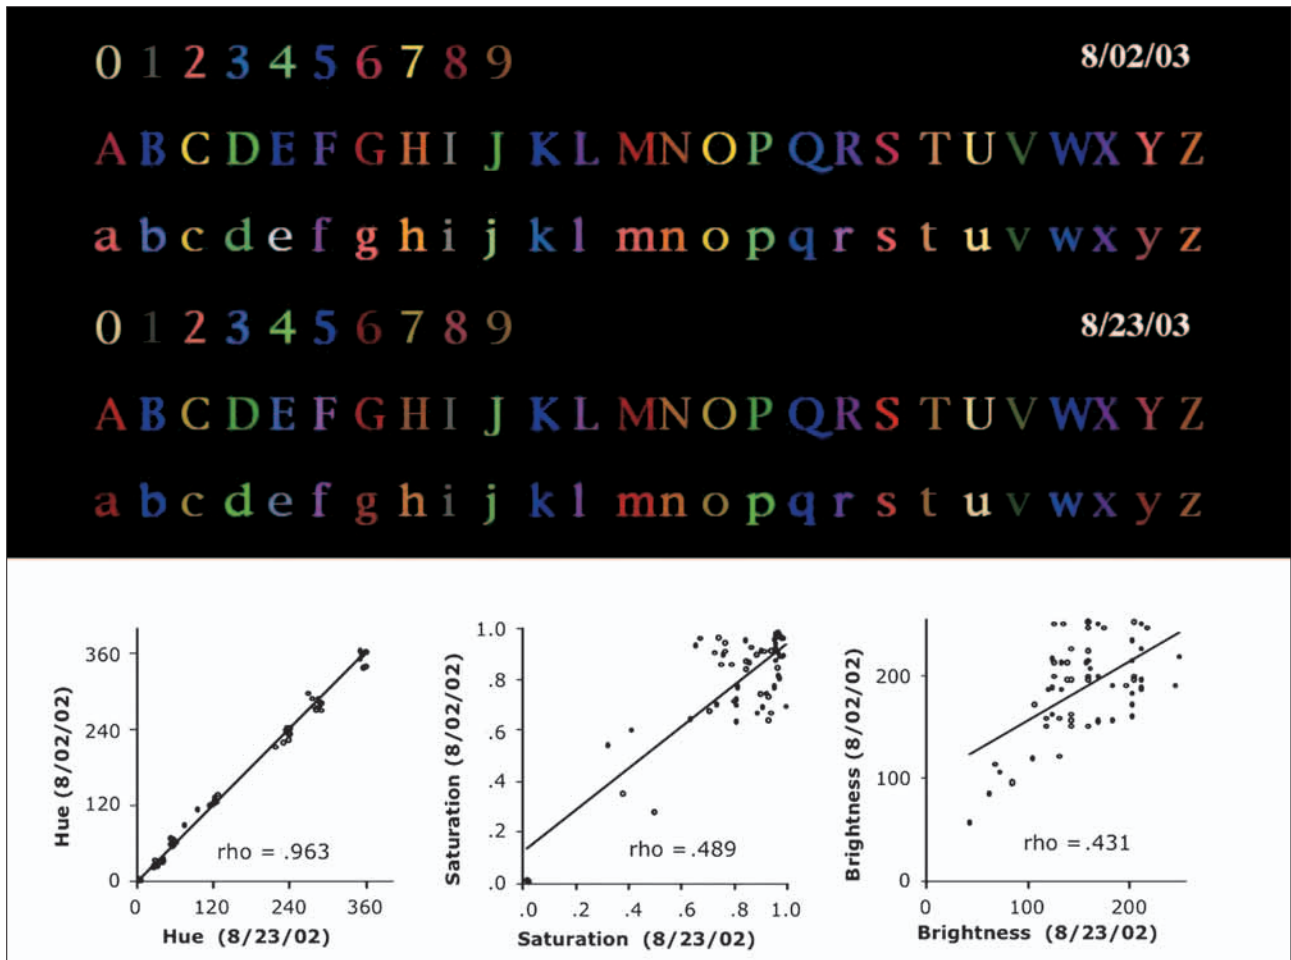 0 1 2 3 4 5 6 7 8 9 8/02/03
A B C D E F G H I J K L M N O P Q R S T U V W X Y Z
a b c d e f g h i j k l m n o p q r s t u v w x y z
0 1 2 3 4 5 6 7 8 9 8/23/03
A B C D E F G H I J K L M N O P Q R S T U V W X Y Z
a b c d e f g h i j k l m n o p q r s t u v w x y z
Hue (8/02/02)
360
240
120
0
rho = .963
0 120 240 360
Hue (8/23/02)
Saturation (8/02/02)
1.0
.8
.6
.4
.2
.0
rho = .489
.0 .2 .4 .6 .8 1.0
Saturation (8/23/02)
Brightness (8/02/02)
200
100
0
rho = .431
0 100 200
Brightness (8/23/02)